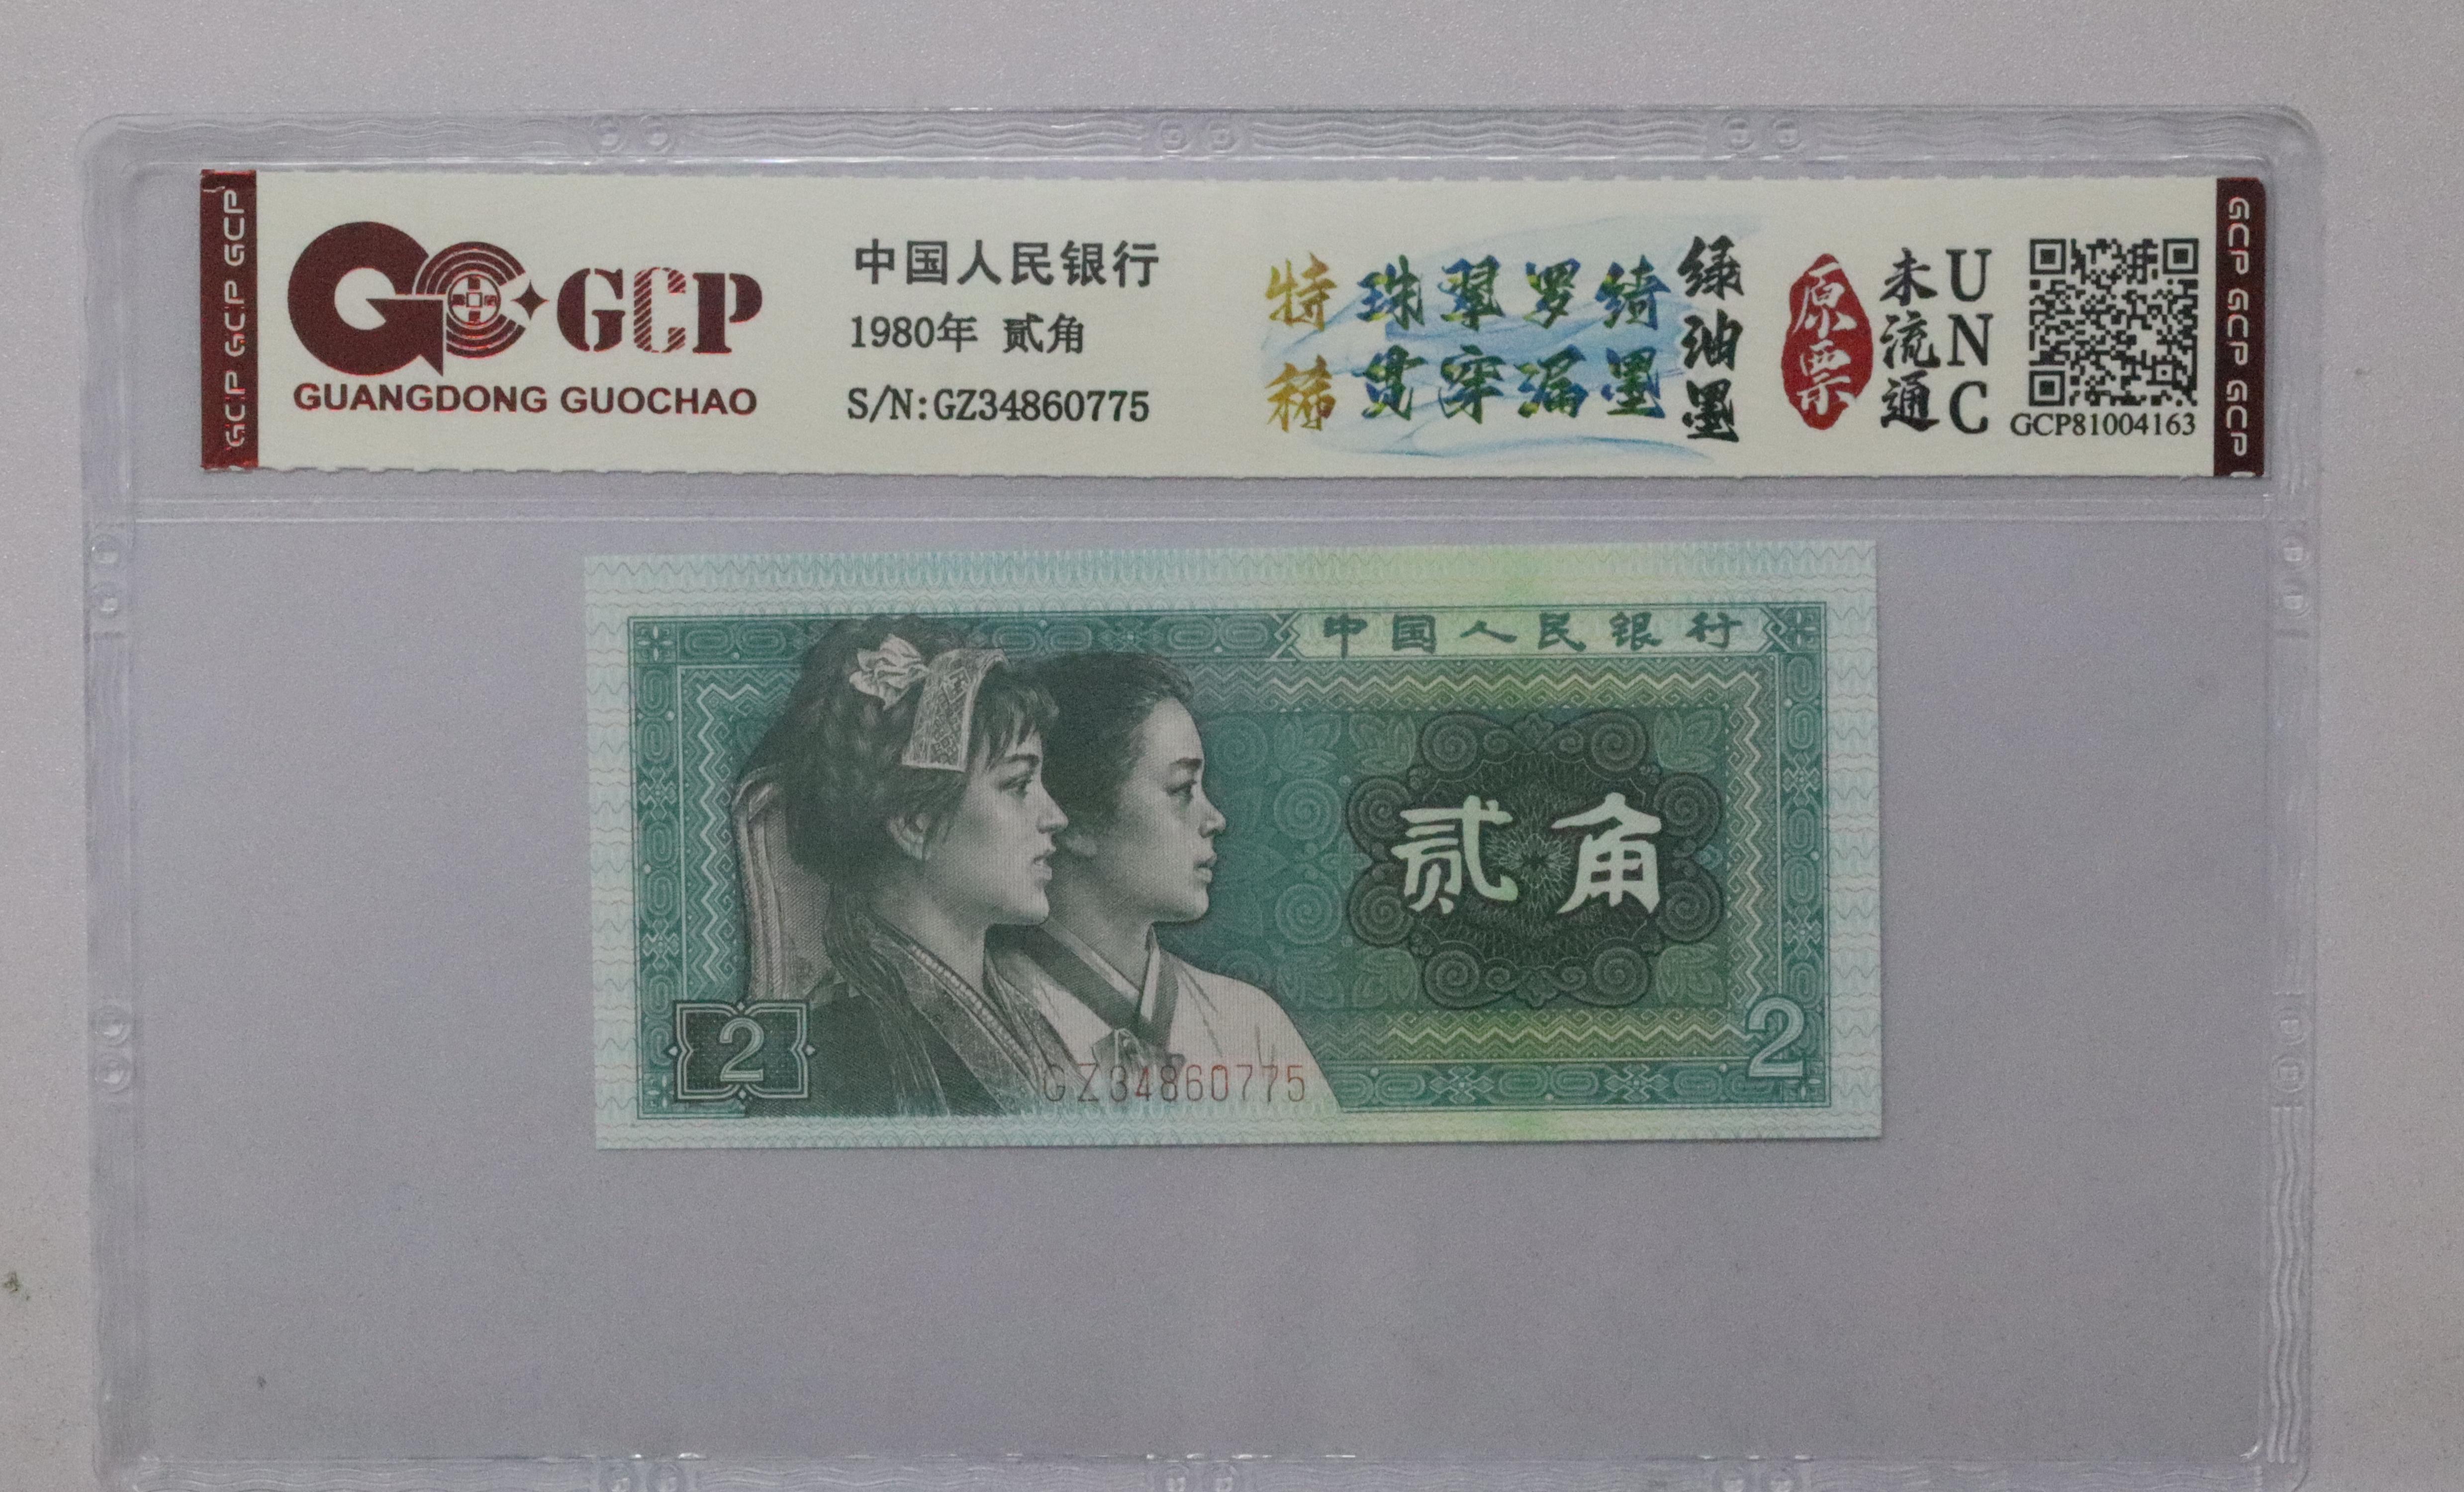 GCP GCP GCP
GCP
GUANGDONG GUOCHAO
中国人民银行
1980年 贰角
S/N:GZ34860775
特稀
珠翠罗绮
贯穿漏墨
绿油墨
原票
未流通
UNC
GCP81004163
GCP GCP GCP
中国人民银行
贰角
2
2
GZ34860775